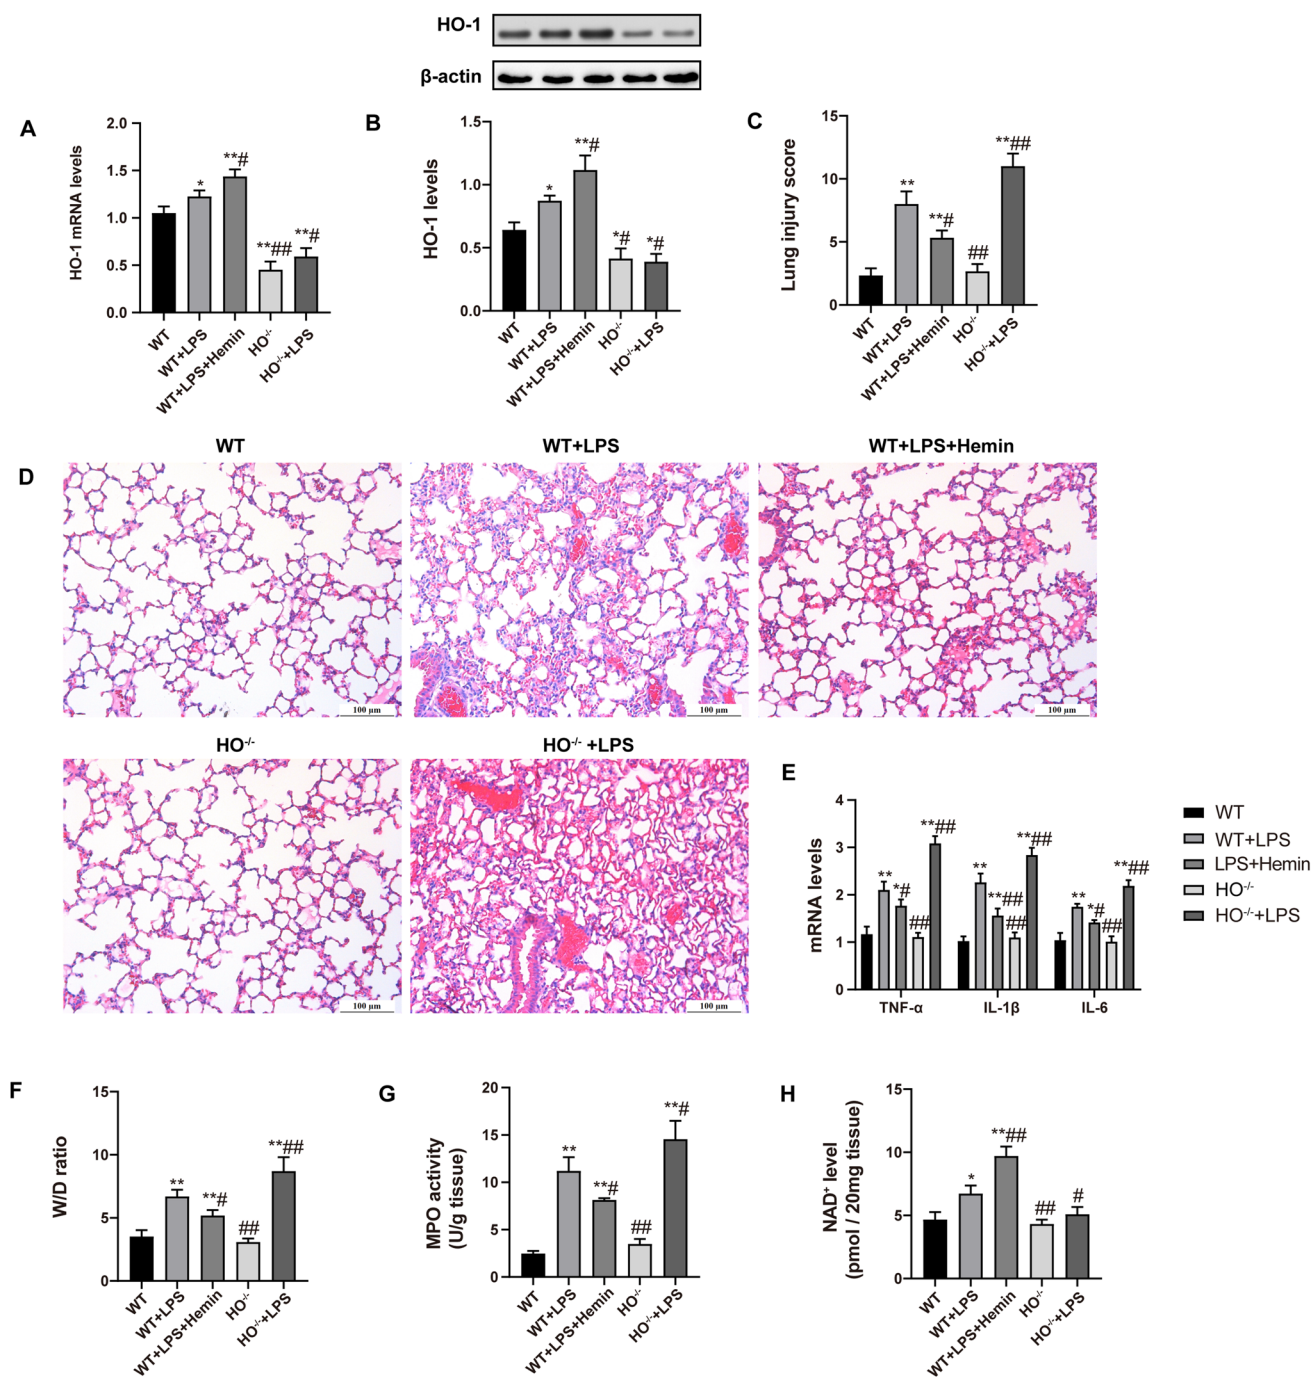 HO-1
β-actin
A
HO-1 mRNA levels
2.0
1.5
1.0
0.5
0.0
*
**#
**##
**#
WT
WT+LPS
WT+LPS+Hemin
HO-/-
HO-/-+LPS
B
HO-1 levels
1.5
1.0
0.5
0.0
*
**#
*#
*#
WT
WT+LPS
WT+LPS+Hemin
HO-/-
HO-/-+LPS
C
Lung injury score
15
10
5
0
**
**#
##
**##
WT
WT+LPS
WT+LPS+Hemin
HO-/-
HO-/-+LPS
D
WT
WT+LPS
WT+LPS+Hemin
100 μm
100 μm
100 μm
HO-/-
HO-/- +LPS
100 μm
100 μm
E
mRNA levels
4
3
2
1
0
**
*#
##
**##
**
**##
##
**##
**
*#
##
**##
TNF-α
IL-1β
IL-6
WT
WT+LPS
LPS+Hemin
HO-/-
HO-/-+LPS
F
W/D ratio
15
10
5
0
**
**#
##
**##
WT
WT+LPS
WT+LPS+Hemin
HO-/-
HO-/-+LPS
G
MPO activity
(U/g tissue)
20
15
10
5
0
**
**#
##
**#
WT
WT+LPS
WT+LPS+Hemin
HO-/-
HO-/-+LPS
H
NAD+ level
(pmol / 20mg tissue)
15
10
5
0
*
**##
##
#
WT
WT+LPS
WT+LPS+Hemin
HO-/-
HO-/-+LPS